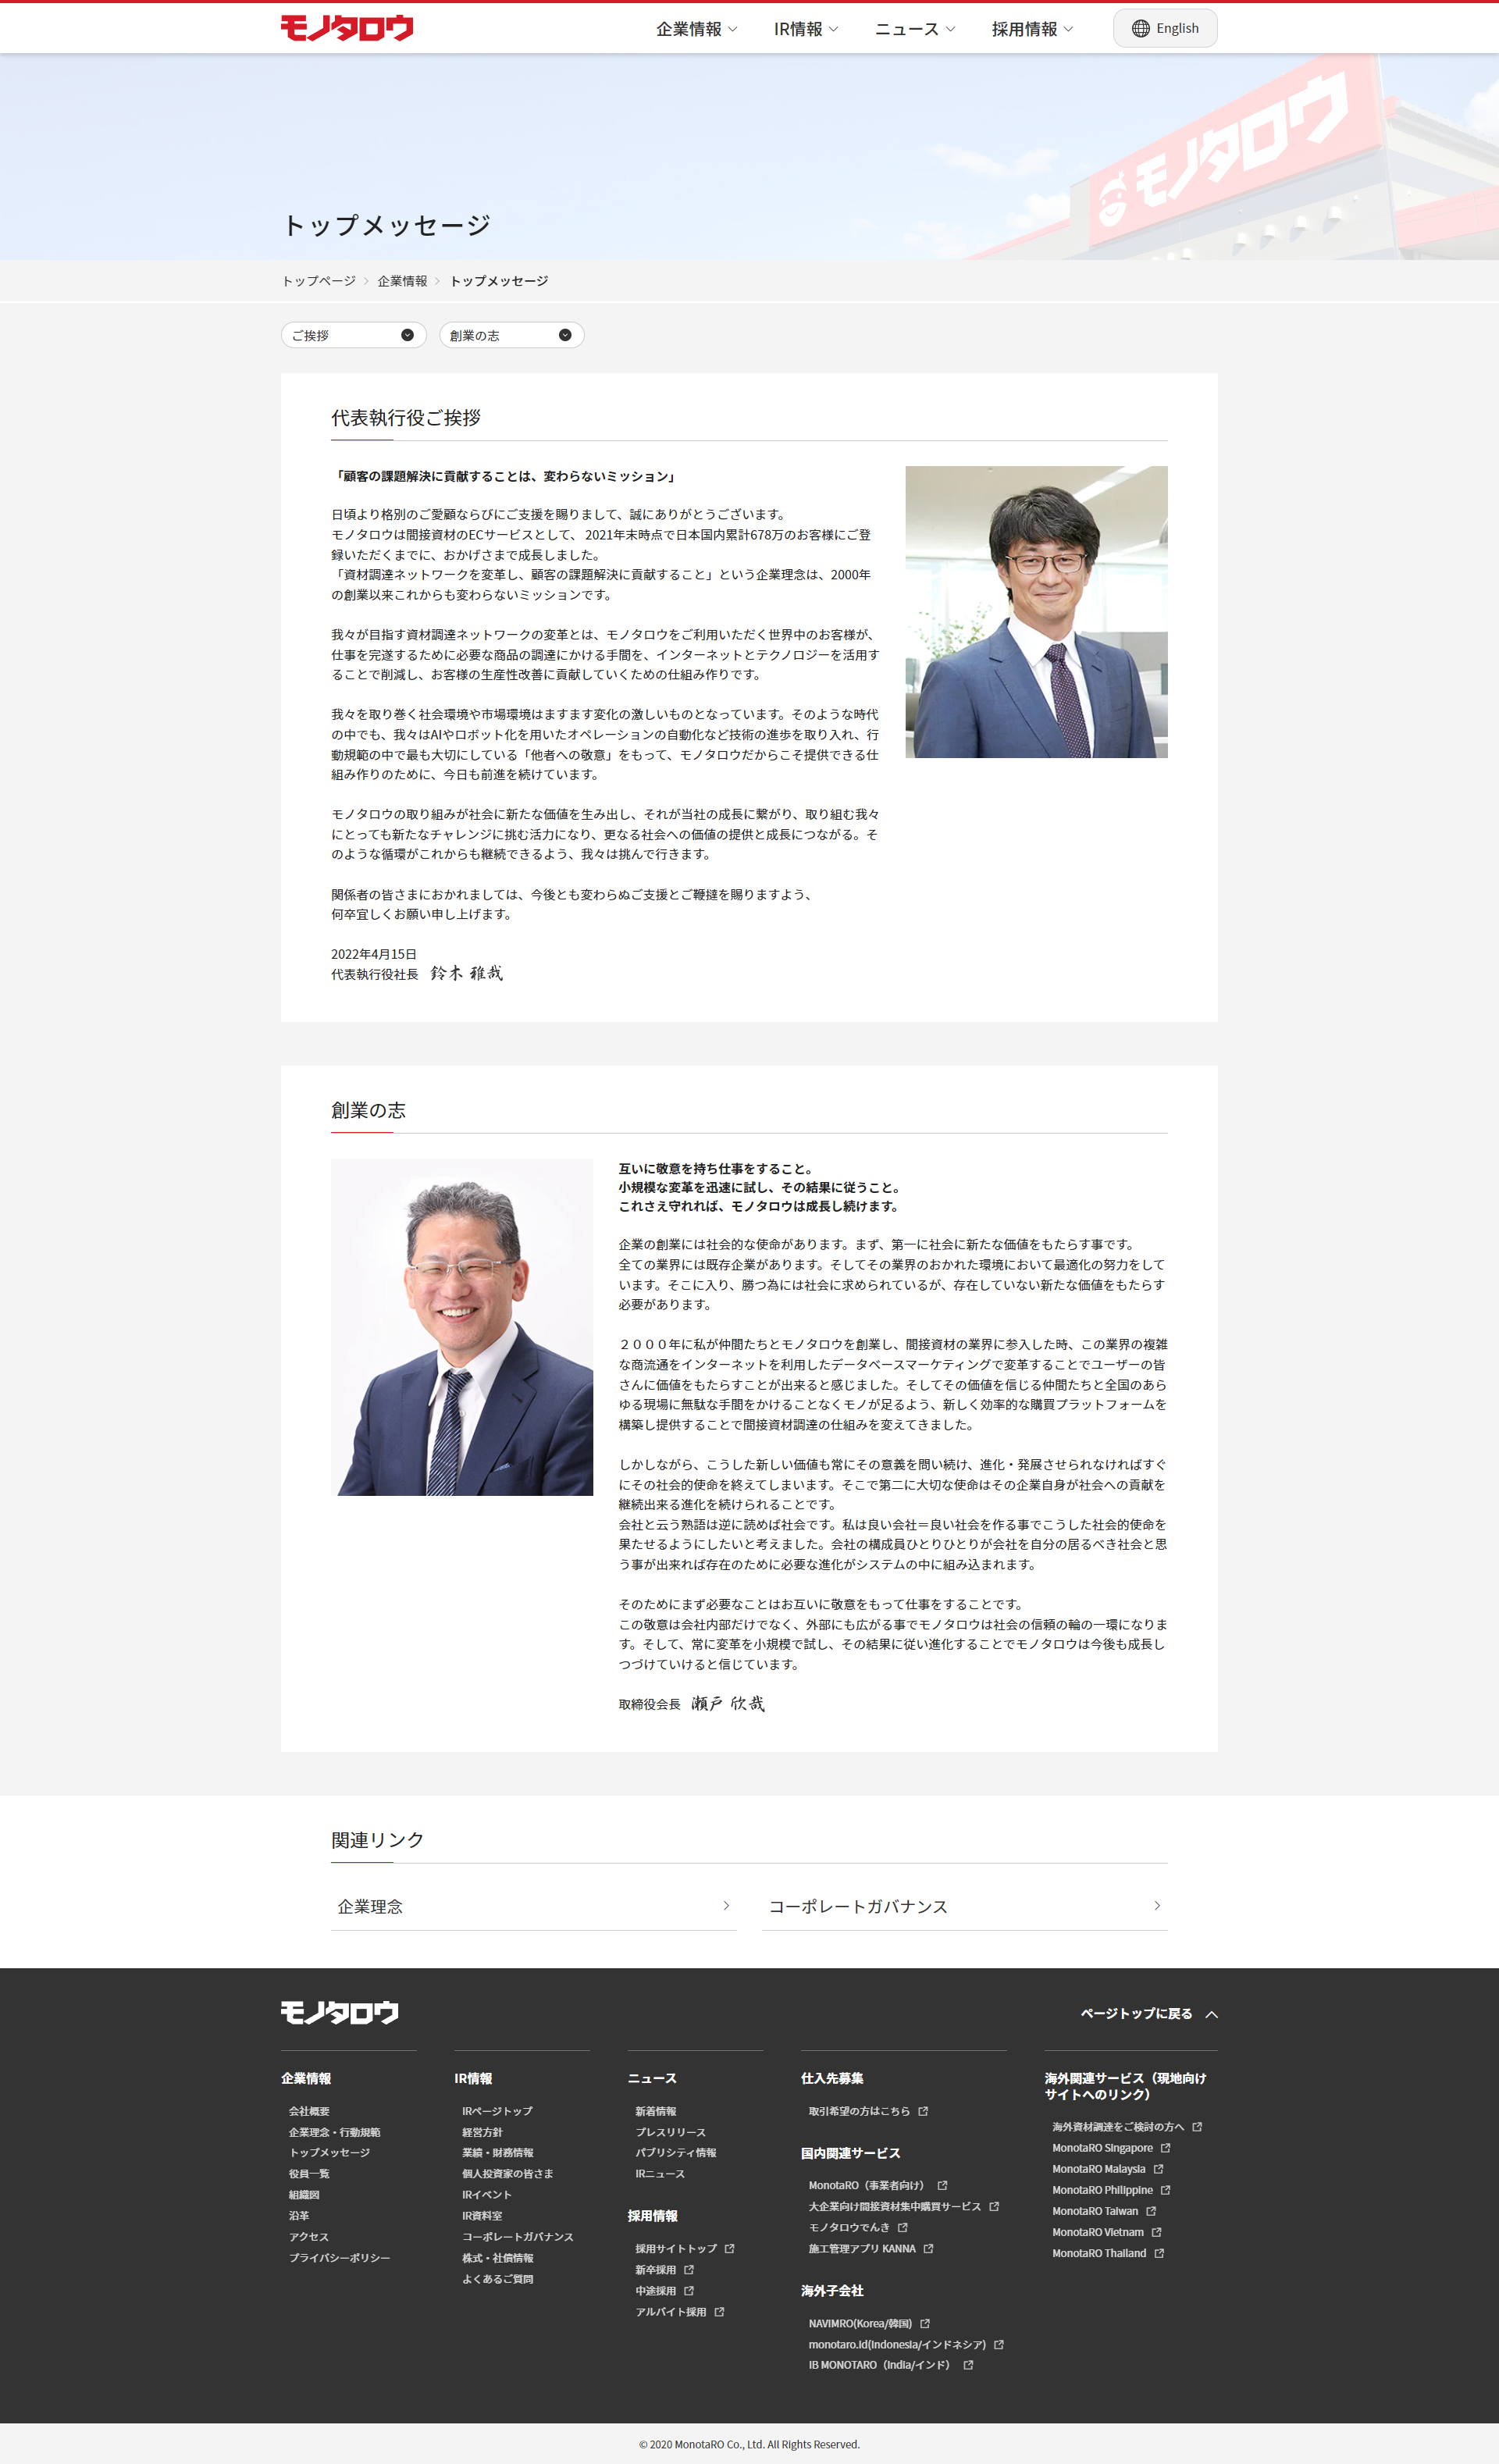 モノタロウ
企業情報
IR情報
ニュース
採用情報
English
モノタロウ
トップメッセージ
トップページ
企業情報
トップメッセージ
ご挨拶
創業の志
代表執行役ご挨拶
「顧客の課題解決に貢献することは、変わらないミッション」
日頃より格別のご愛顧ならびにご支援を賜りまして、誠にありがとうございます。
モノタロウは間接資材のECサービスとして、 2021年末時点で日本国内累計678万のお客様にご登
録いただくまでに、おかげさまで成長しました。
「資材調達ネットワークを変革し、顧客の課題解決に貢献すること」という企業理念は、2000年
の創業以来これからも変わらないミッションです。
我々が目指す資材調達ネットワークの変革とは、モノタロウをご利用いただく世界中のお客様が、
仕事を完遂するために必要な商品の調達にかける手間を、インターネットとテクノロジーを活用す
ることで削減し、お客様の生産性改善に貢献していくための仕組み作りです。
我々を取り巻く社会環境や市場環境はますます変化の激しいものとなっています。そのような時代
の中でも、我々はAIやロボット化を用いたオペレーションの自動化など技術の進歩を取り入れ、行
動規範の中で最も大切にしている「他者への敬意」をもって、モノタロウだからこそ提供できる仕
組み作りのために、今日も前進を続けています。
モノタロウの取り組みが社会に新たな価値を生み出し、それが当社の成長に繋がり、取り組む我々
にとっても新たなチャレンジに挑む活力になり、更なる社会への価値の提供と成長につながる。そ
のような循環がこれからも継続できるよう、我々は挑んで行きます。
関係者の皆さまにおかれましては、今後とも変わらぬご支援とご鞭撻を賜りますよう、
何卒宜しくお願い申し上げます。
2022年4月15日
代表執行役社長 鈴木 雅哉
創業の志
互いに敬意を持ち仕事をすること。
小規模な変革を迅速に試し、その結果に従うこと。
これさえ守れれば、モノタロウは成長し続けます。
企業の創業には社会的な使命があります。まず、第一に社会に新たな価値をもたらす事です。
全ての業界には既存企業があります。そしてその業界のおかれた環境において最適化の努力をして
います。そこに入り、勝つ為には社会に求められているが、存在していない新たな価値をもたらす
必要があります。
２０００年に私が仲間たちとモノタロウを創業し、間接資材の業界に参入した時、この業界の複雑
な商流通をインターネットを利用したデータベースマーケティングで変革することでユーザーの皆
さんに価値をもたらすことが出来ると感じました。そしてその価値を信じる仲間たちと全国のあら
ゆる現場に無駄な手間をかけることなくモノが足るよう、新しく効率的な購買プラットフォームを
構築し提供することで間接資材調達の仕組みを変えてきました。
しかしながら、こうした新しい価値も常にその意義を問い続け、進化・発展させられなければすぐ
にその社会的使命を終えてしまいます。そこで第二に大切な使命はその企業自身が社会への貢献を
継続出来る進化を続けられることです。
会社と云う熟語は逆に読めば社会です。私は良い会社＝良い社会を作る事でこうした社会的使命を
果たせるようにしたいと考えました。会社の構成員ひとりひとりが会社を自分の居るべき社会と思
う事が出来れば存在のために必要な進化がシステムの中に組み込まれます。
そのためにまず必要なことはお互いに敬意をもって仕事をすることです。
この敬意は会社内部だけでなく、外部にも広がる事でモノタロウは社会の信頼の輪の一環になりま
す。そして、常に変革を小規模で試し、その結果に従い進化することでモノタロウは今後も成長し
つづけていけると信じています。
取締役会長 瀬戸 欣哉
関連リンク
企業理念
コーポレートガバナンス
モノタロウ
ページトップに戻る
企業情報
会社概要
企業理念・行動規範
トップメッセージ
役員一覧
組織図
沿革
アクセス
プライバシーポリシー
IR情報
IRページトップ
経営方針
業績・財務情報
個人投資家の皆さま
IRイベント
IR資料室
コーポレートガバナンス
株式・社債情報
よくあるご質問
ニュース
新着情報
プレスリリース
パブリシティ情報
IRニュース
採用情報
採用サイトトップ
新卒採用
中途採用
アルバイト採用
仕入先募集
取引希望の方はこちら
国内関連サービス
MonotaRO（事業者向け）
大企業向け間接資材集中購買サービス
モノタロウでんき
施工管理アプリ KANNA
海外子会社
NAVIMRO(Korea/韓国)
monotaro.id(Indonesia/インドネシア)
IB MONOTARO（India/インド）
海外関連サービス（現地向け
サイトへのリンク）
海外資材調達をご検討の方へ
MonotaRO Singapore
MonotaRO Malaysia
MonotaRO Philippine
MonotaRO Taiwan
MonotaRO Vietnam
MonotaRO Thailand
© 2020 MonotaRO Co., Ltd. All Rights Reserved.